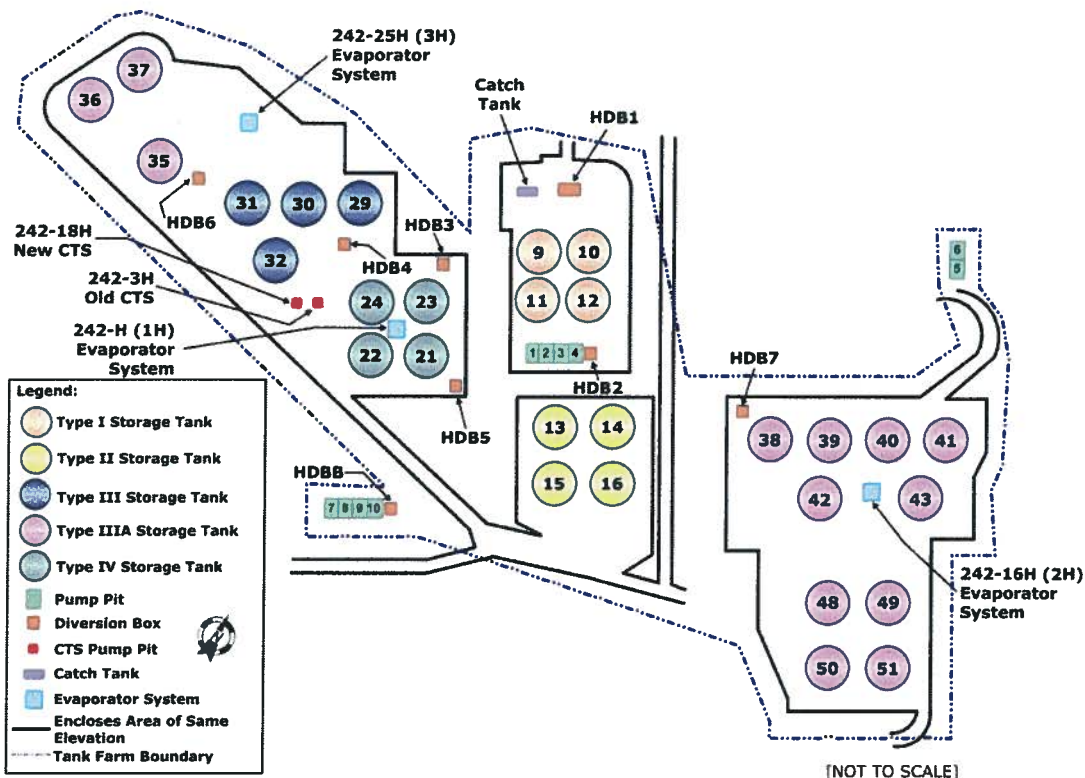 242-25H (3H)
Evaporator
System
37
36
Catch
Tank
HDB1
35
HDB6
31
30
29
242-18H
New CTS
HDB3
32
HDB4
242-3H
Old CTS
24
23
242-H (1H)
Evaporator
System
22
21
HDB5
9
10
11
12
1 2 3 4
HDB2
6
5
HDB7
13
14
15
16
HDBB
7 8 9 10
38
39
40
41
42
43
242-16H (2H)
Evaporator
System
48
49
50
51
Legend:
Type I Storage Tank
Type II Storage Tank
Type III Storage Tank
Type IIIA Storage Tank
Type IV Storage Tank
Pump Pit
Diversion Box
CTS Pump Pit
Catch Tank
Evaporator System
Encloses Area of Same
Elevation
Tank Farm Boundary
[NOT TO SCALE]